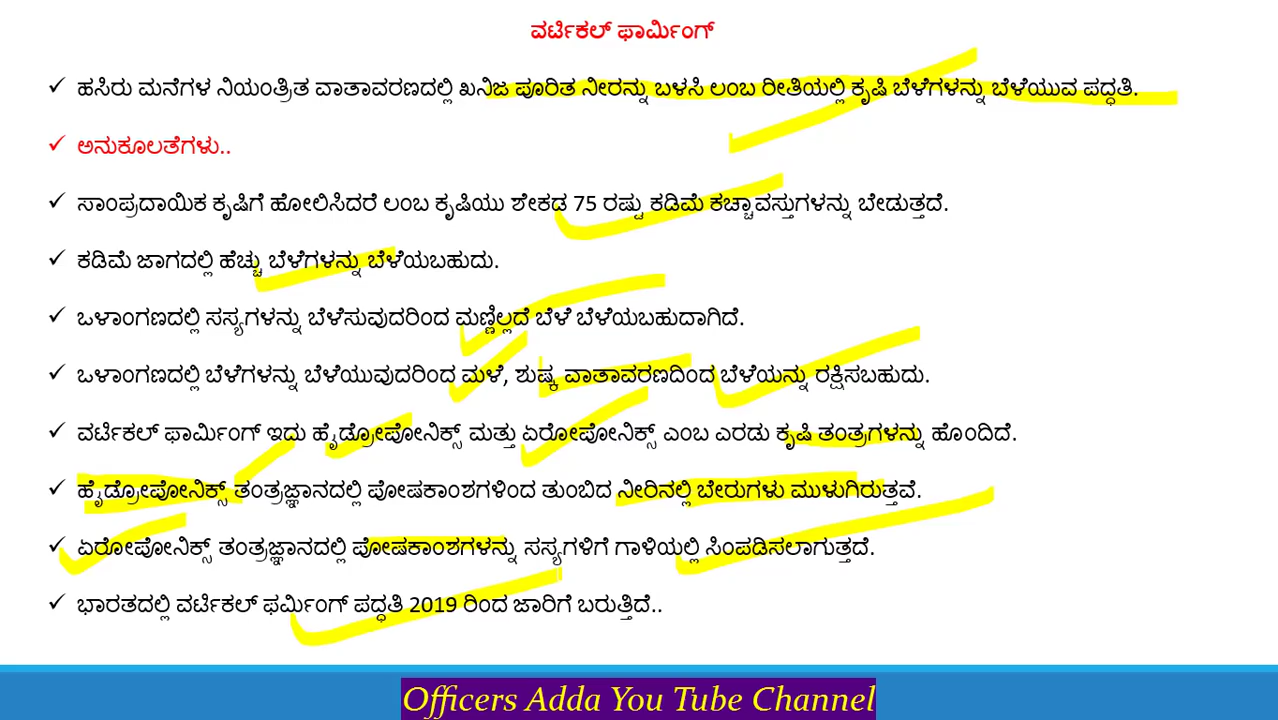 ವರ್ಟಿಕಲ್ ಫಾರ್ಮಿಂಗ್
✓ ಹಸಿರು ಮನೆಗಳ ನಿಯಂತ್ರಿತ ವಾತಾವರಣದಲ್ಲಿ ಖನಿಜ ಪೂರಿತ ನೀರನ್ನು ಬಳಸಿ ಲಂಬ ರೀತಿಯಲ್ಲಿ ಕೃಷಿ ಬೆಳೆಗಳನ್ನು ಬೆಳೆಯುವ ಪದ್ಧತಿ.
✓ ಅನುಕೂಲತೆಗಳು..
✓ ಸಾಂಪ್ರದಾಯಿಕ ಕೃಷಿಗೆ ಹೋಲಿಸಿದರೆ ಲಂಬ ಕೃಷಿಯು ಶೇಕಡ 75 ರಷ್ಟು ಕಡಿಮೆ ಕಚ್ಚಾವಸ್ತುಗಳನ್ನು ಬೇಡುತ್ತದೆ.
✓ ಕಡಿಮೆ ಜಾಗದಲ್ಲಿ ಹೆಚ್ಚು ಬೆಳೆಗಳನ್ನು ಬೆಳೆಯಬಹುದು.
✓ ಒಳಾಂಗಣದಲ್ಲಿ ಸಸ್ಯಗಳನ್ನು ಬೆಳೆಸುವುದರಿಂದ ಮಣ್ಣಿಲ್ಲದೆ ಬೆಳೆ ಬೆಳೆಯಬಹುದಾಗಿದೆ.
✓ ಒಳಾಂಗಣದಲ್ಲಿ ಬೆಳೆಗಳನ್ನು ಬೆಳೆಯುವುದರಿಂದ ಮಳೆ, ಶುಷ್ಕ ವಾತಾವರಣದಿಂದ ಬೆಳೆಯನ್ನು ರಕ್ಷಿಸಬಹುದು.
✓ ವರ್ಟಿಕಲ್ ಫಾರ್ಮಿಂಗ್ ಇದು ಹೈಡ್ರೋಪೋನಿಕ್ಸ್ ಮತ್ತು ಏರೋಪೋನಿಕ್ಸ್ ಎಂಬ ಎರಡು ಕೃಷಿ ತಂತ್ರಗಳನ್ನು ಹೊಂದಿದೆ.
✓ ಹೈಡ್ರೋಪೋನಿಕ್ಸ್ ತಂತ್ರಜ್ಞಾನದಲ್ಲಿ ಪೋಷಕಾಂಶಗಳಿಂದ ತುಂಬಿದ ನೀರಿನಲ್ಲಿ ಬೇರುಗಳು ಮುಳುಗಿರುತ್ತವೆ.
✓ ಏರೋಪೋನಿಕ್ಸ್ ತಂತ್ರಜ್ಞಾನದಲ್ಲಿ ಪೋಷಕಾಂಶಗಳನ್ನು ಸಸ್ಯಗಳಿಗೆ ಗಾಳಿಯಲ್ಲಿ ಸಿಂಪಡಿಸಲಾಗುತ್ತದೆ.
✓ ಭಾರತದಲ್ಲಿ ವರ್ಟಿಕಲ್ ಫರ್ಮಿಂಗ್ ಪದ್ಧತಿ 2019 ರಿಂದ ಜಾರಿಗೆ ಬರುತ್ತಿದೆ..
Officers Adda You Tube Channel